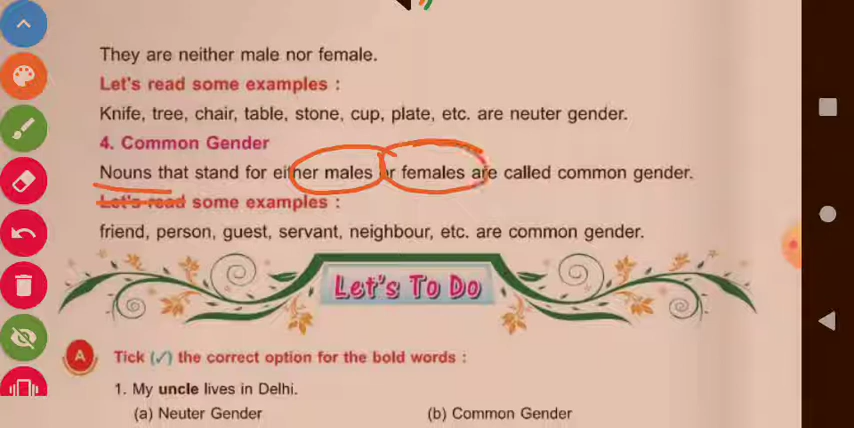 They are neither male nor female.
Let's read some examples :
Knife, tree, chair, table, stone, cup, plate, etc. are neuter gender.
4. Common Gender
Nouns that stand for either males or females are called common gender.
Let's read some examples :
friend, person, guest, servant, neighbour, etc. are common gender.
Let's To Do
A Tick (✓) the correct option for the bold words :
1. My uncle lives in Delhi.
(a) Neuter Gender (b) Common Gender